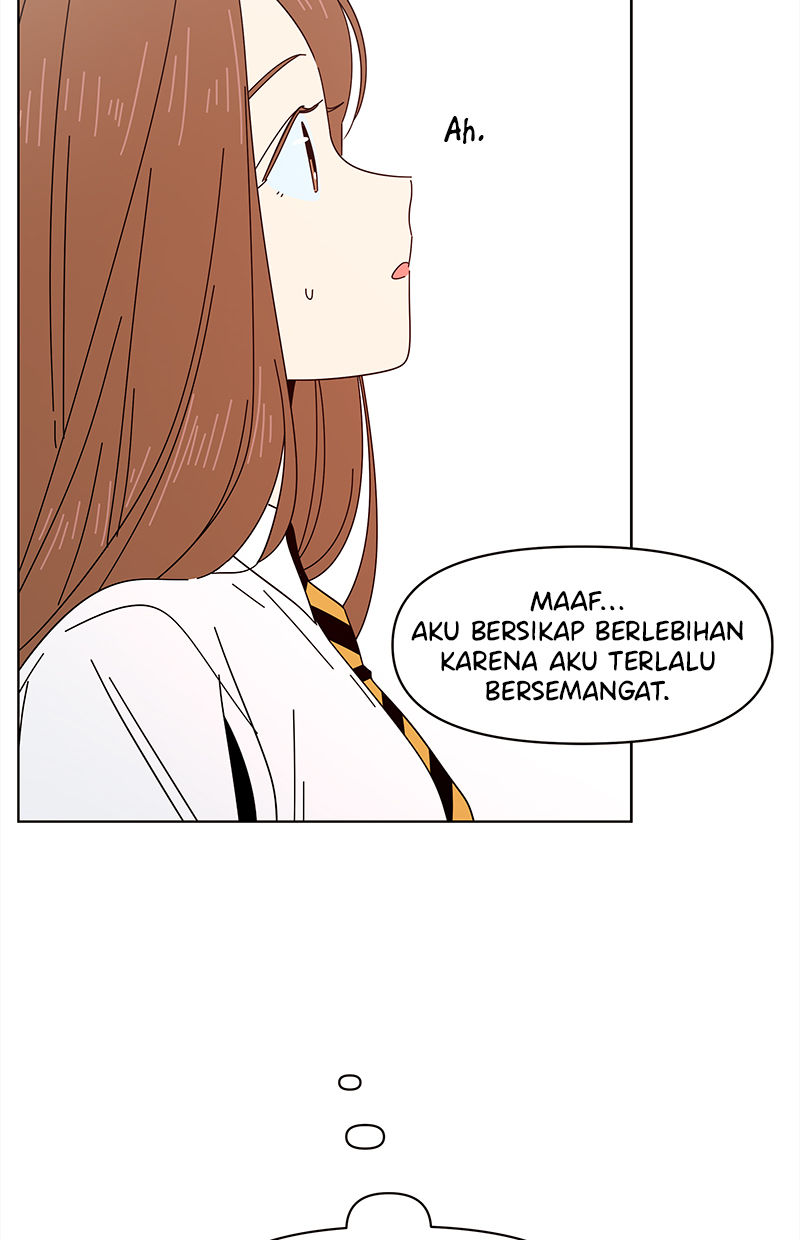 Ah.
MAAF...
AKU BERSIKAP BERLEBIHAN
KARENA AKU TERLALU
BERSEMANGAT.